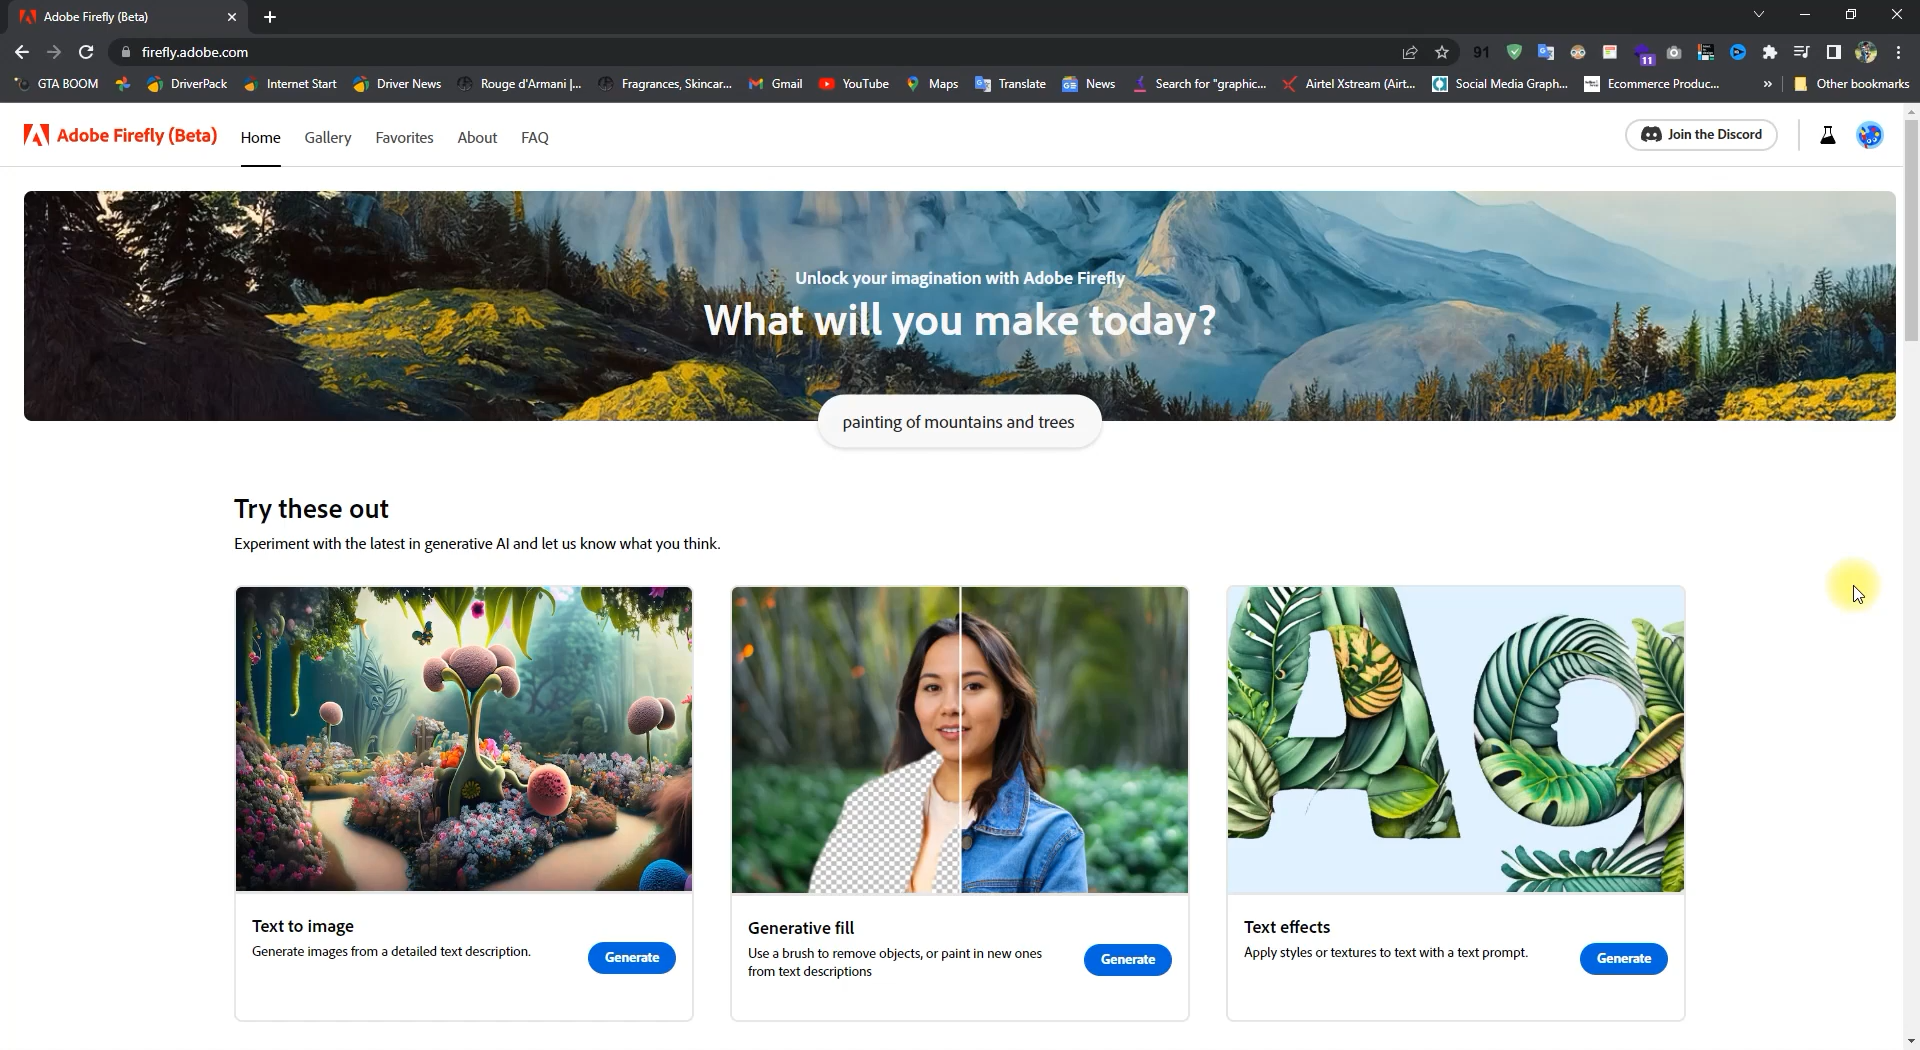 Adobe Firefly (Beta)
firefly.adobe.com
91
11
GTA BOOM
DriverPack
Internet Start
Driver News
Rouge d'Armani |...
Fragrances, Skincar...
Gmail
YouTube
Maps
Translate
News
Search for "graphic...
Airtel Xstream (Airt...
Social Media Graph...
Ecommerce Produc...
»
Other bookmarks
Adobe Firefly (Beta)
Home
Gallery
Favorites
About
FAQ
Join the Discord
Unlock your imagination with Adobe Firefly
What will you make today?
painting of mountains and trees
Try these out
Experiment with the latest in generative AI and let us know what you think.
Text to image
Generate images from a detailed text description.
Generate
Generative fill
Use a brush to remove objects, or paint in new ones
from text descriptions
Generate
Ag
Text effects
Apply styles or textures to text with a text prompt.
Generate